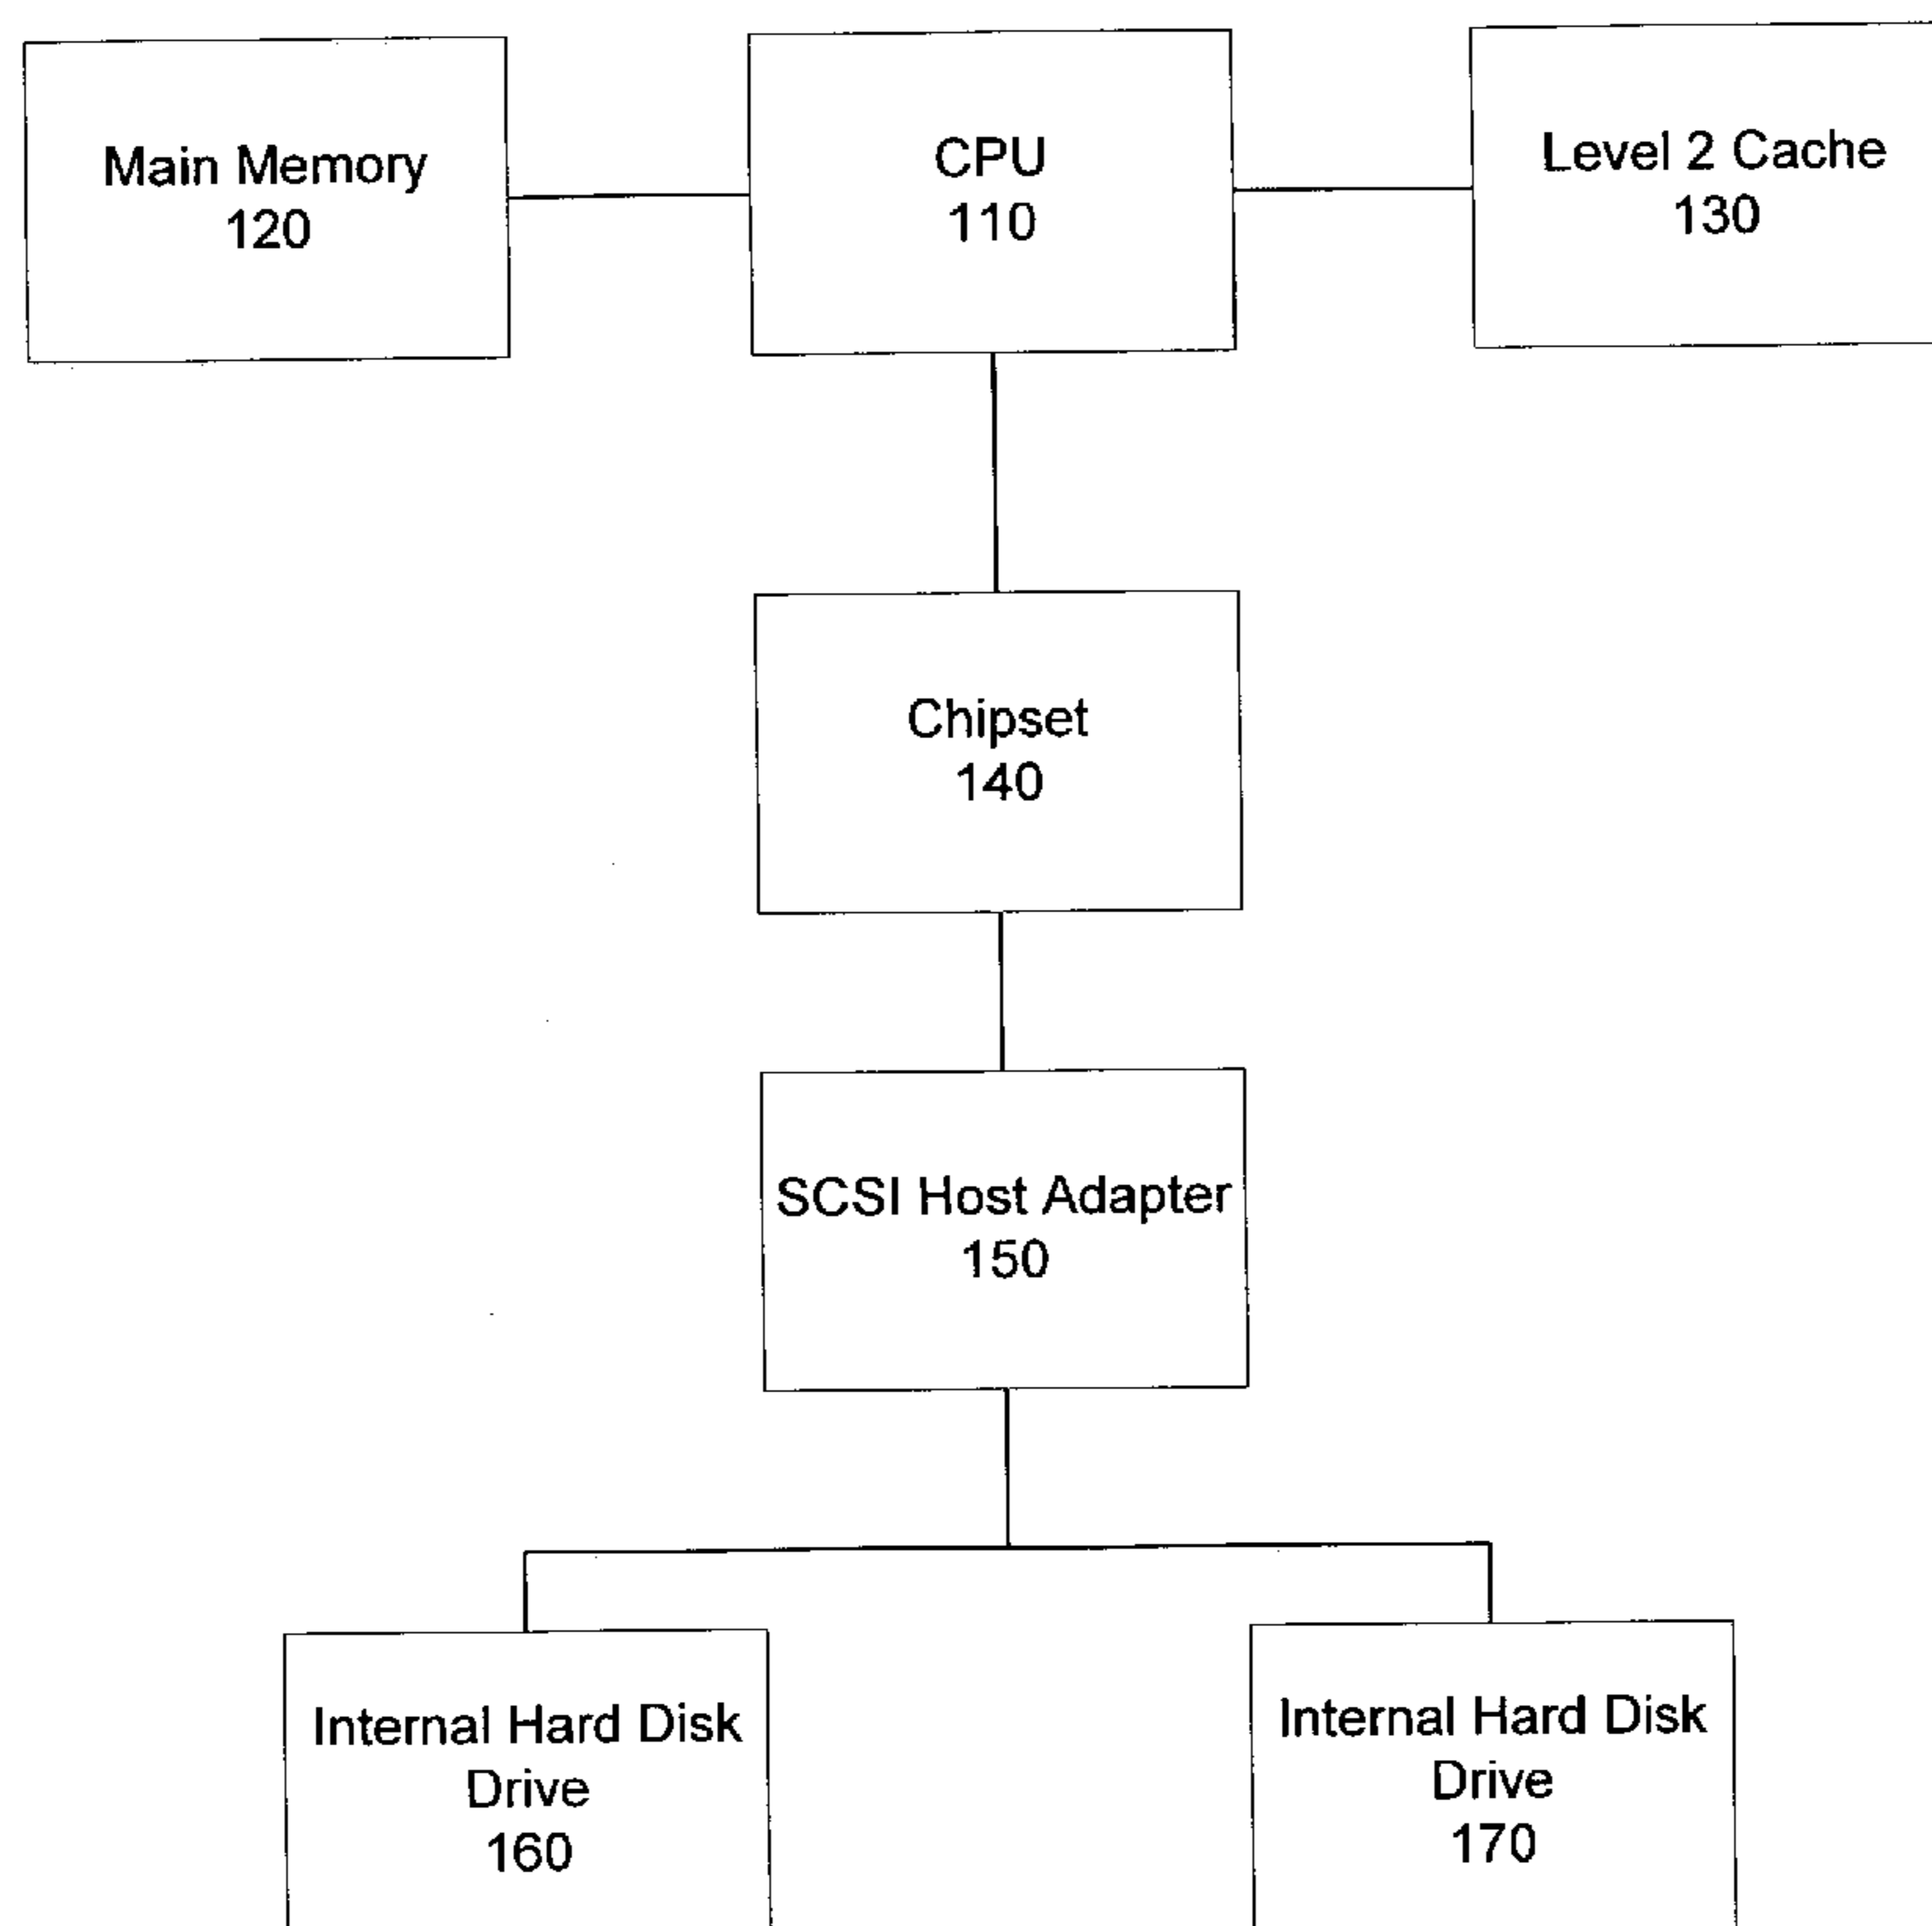 Main Memory
120
CPU
110
Level 2 Cache
130
Chipset
140
SCSI Host Adapter
150
Internal Hard Disk
Drive
160
Internal Hard Disk
Drive
170